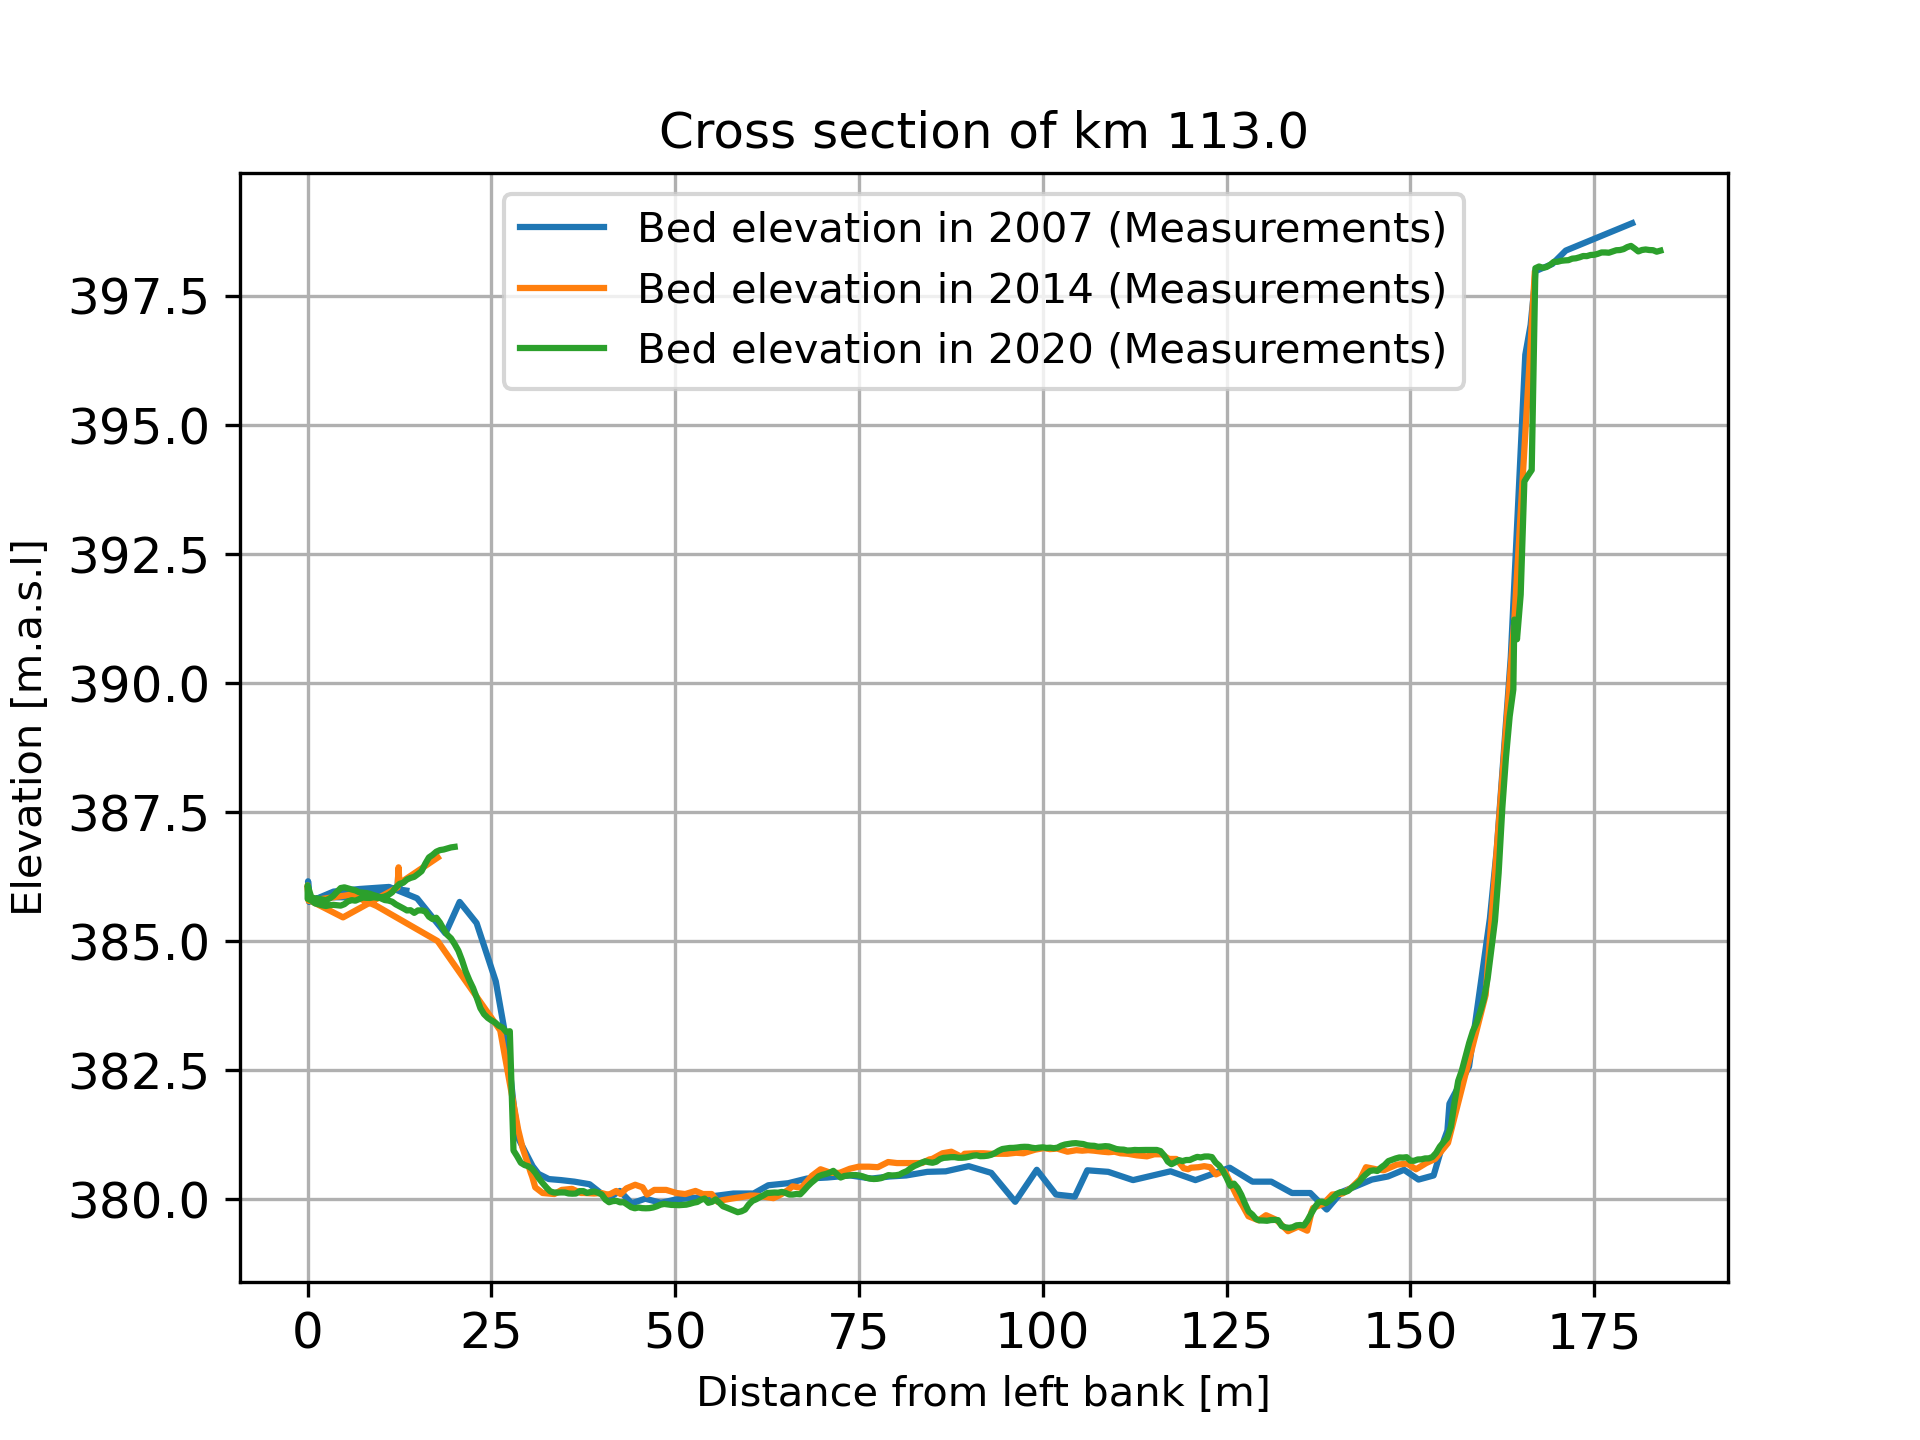 Cross section of km 113.0
Bed elevation in 2007 (Measurements)
Bed elevation in 2014 (Measurements)
Bed elevation in 2020 (Measurements)
Elevation [m.a.s.l]
397.5
395.0
392.5
390.0
387.5
385.0
382.5
380.0
0 25 50 75 100 125 150 175
Distance from left bank [m]